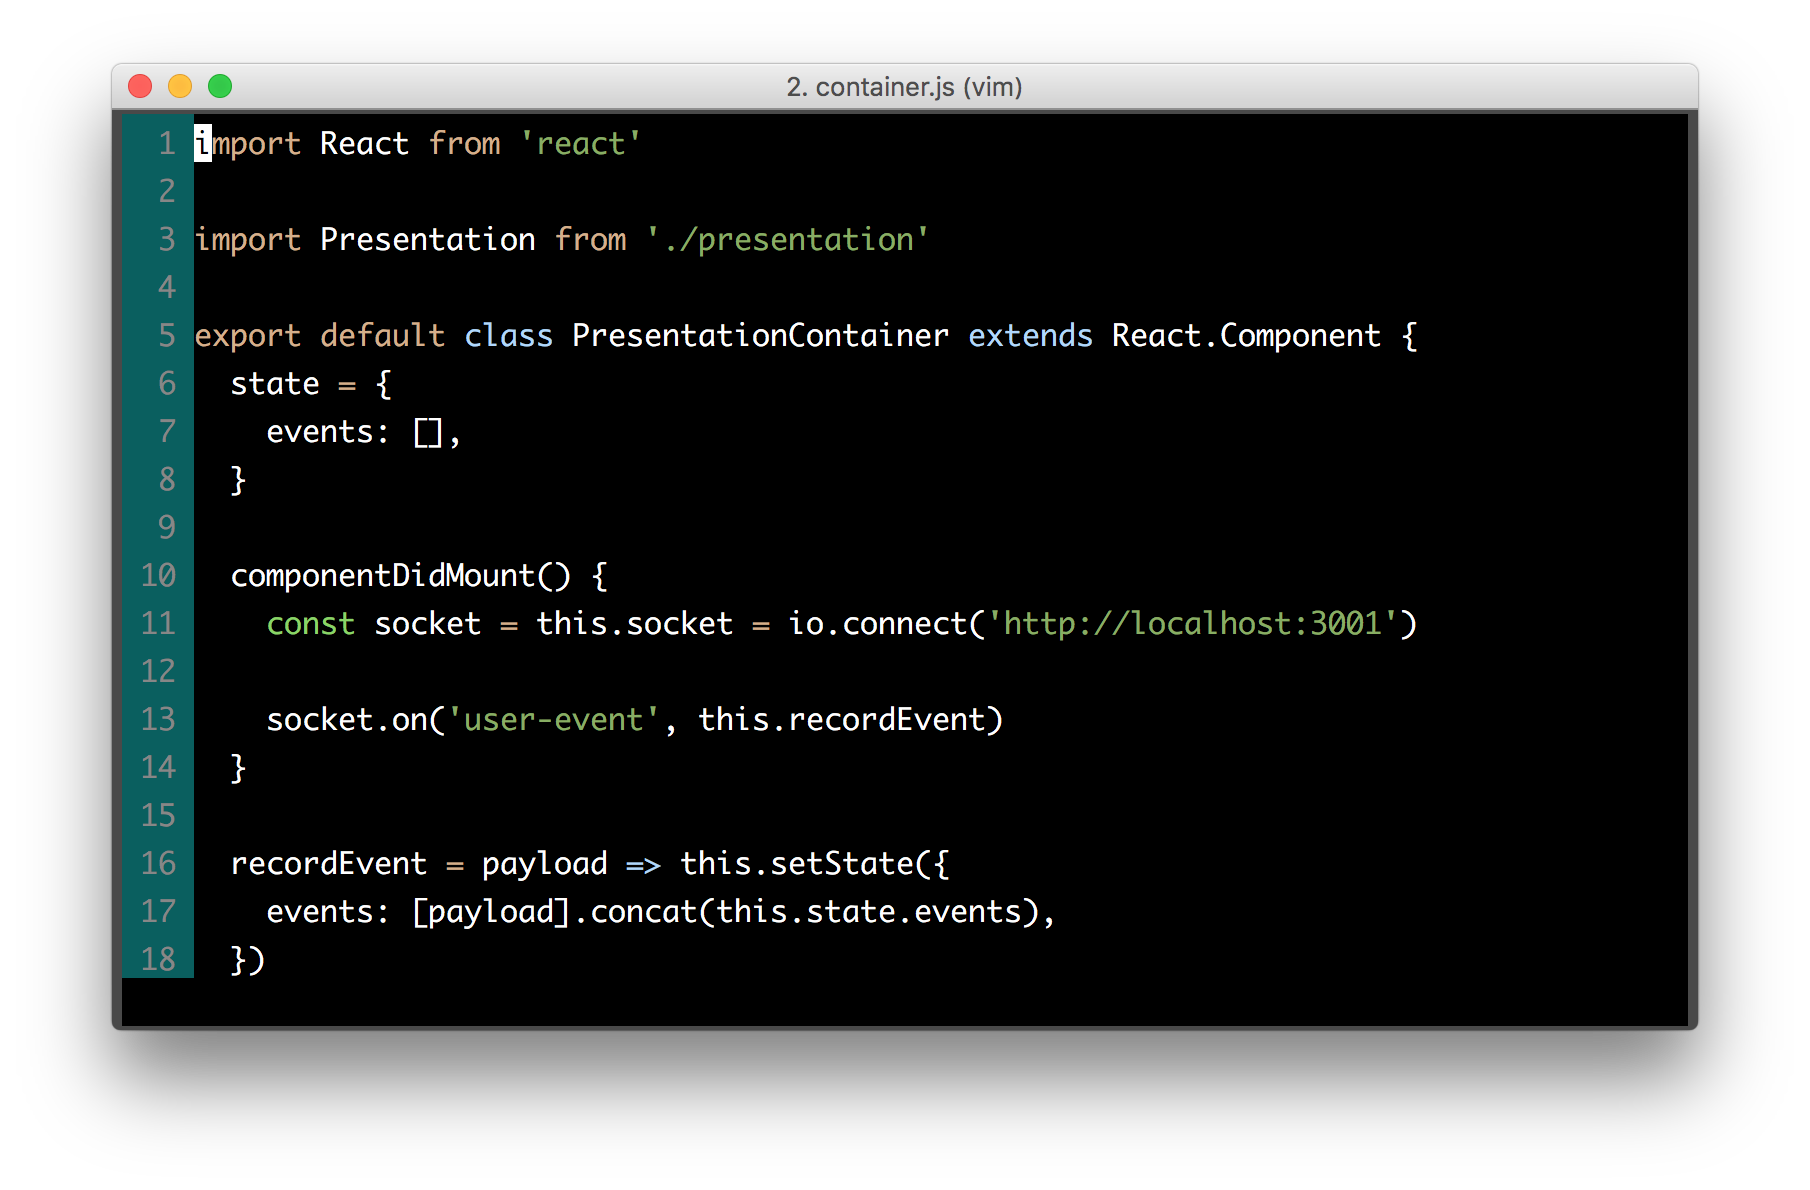 2. container.js (vim)
1 import React from 'react'
2
3 import Presentation from './presentation'
4
5 export default class PresentationContainer extends React.Component {
6   state = {
7     events: [],
8   }
9
10   componentDidMount() {
11     const socket = this.socket = io.connect('http://localhost:3001')
12
13     socket.on('user-event', this.recordEvent)
14   }
15
16   recordEvent = payload => this.setState({
17     events: [payload].concat(this.state.events),
18   })